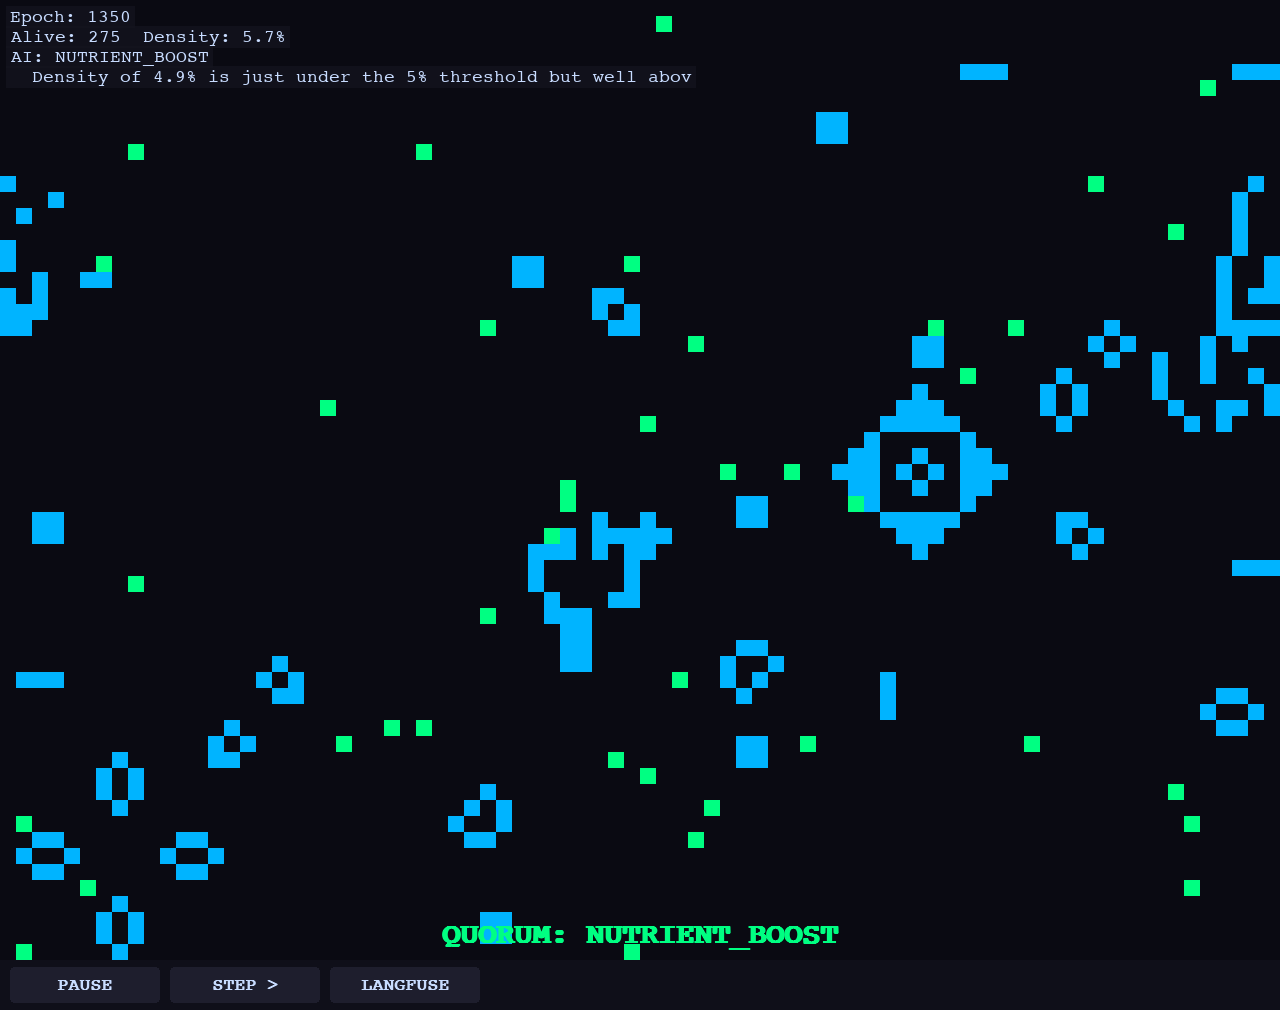 Epoch: 1350
Alive: 275  Density: 5.7%
AI: NUTRIENT_BOOST
Density of 4.9% is just under the 5% threshold but well abov
QUORUM: NUTRIENT_BOOST
PAUSE
STEP >
LANGFUSE